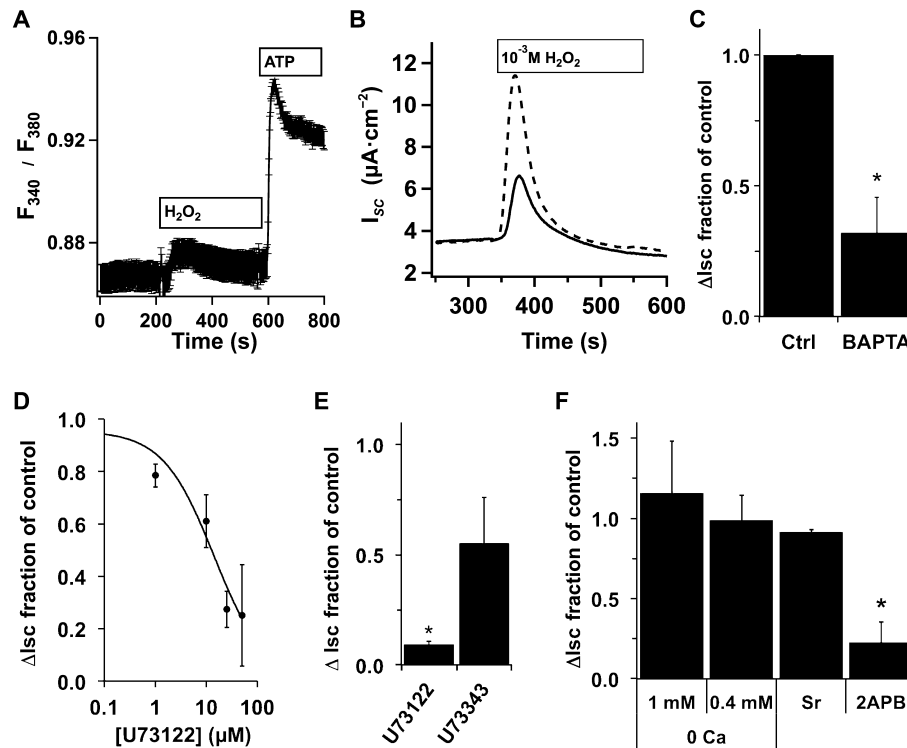 A
0.96
0.92
0.88
F340 / F380
H2O2
ATP
0 200 400 600 800
Time (s)
B
12
10
8
6
4
2
Isc (µA·cm−2)
10-3M H2O2
300 400 500 600
Time (s)
C
1.0
0.5
0.0
ΔIsc fraction of control
*
Ctrl BAPTA
D
1.0
0.8
0.6
0.4
0.2
0.0
ΔIsc fraction of control
0.1 1 10 100
[U73122] (µM)
E
1.0
0.5
0.0
Δ Isc fraction of control
*
U73122
U73343
F
1.5
1.0
0.5
0.0
ΔIsc fraction of control
*
1 mM 0.4 mM Sr 2APB
0 Ca